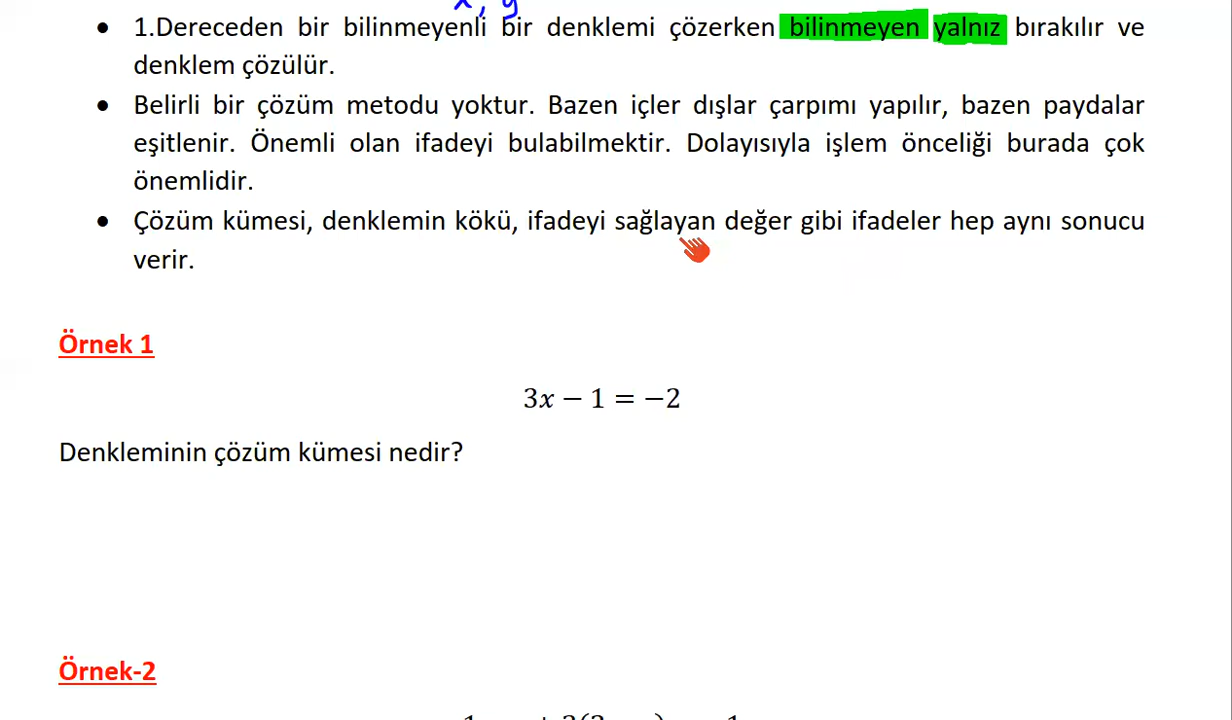 x, y
• 1.Dereceden bir bilinmeyenli bir denklemi çözerken bilinmeyen yalnız bırakılır ve
denklem çözülür.
• Belirli bir çözüm metodu yoktur. Bazen içler dışlar çarpımı yapılır, bazen paydalar
eşitlenir. Önemli olan ifadeyi bulabilmektir. Dolayısıyla işlem önceliği burada çok
önemlidir.
• Çözüm kümesi, denklemin kökü, ifadeyi sağlayan değer gibi ifadeler hep aynı sonucu
verir.
Örnek 1
3x − 1 = −2
Denkleminin çözüm kümesi nedir?
Örnek-2